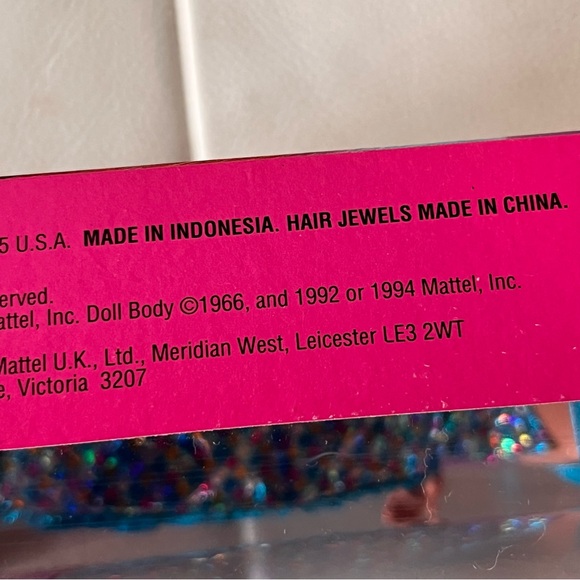 5 U.S.A. MADE IN INDONESIA. HAIR JEWELS MADE IN CHINA.
erved.
attel, Inc. Doll Body ©1966, and 1992 or 1994 Mattel, Inc.
Mattel U.K., Ltd., Meridian West, Leicester LE3 2WT
e, Victoria 3207